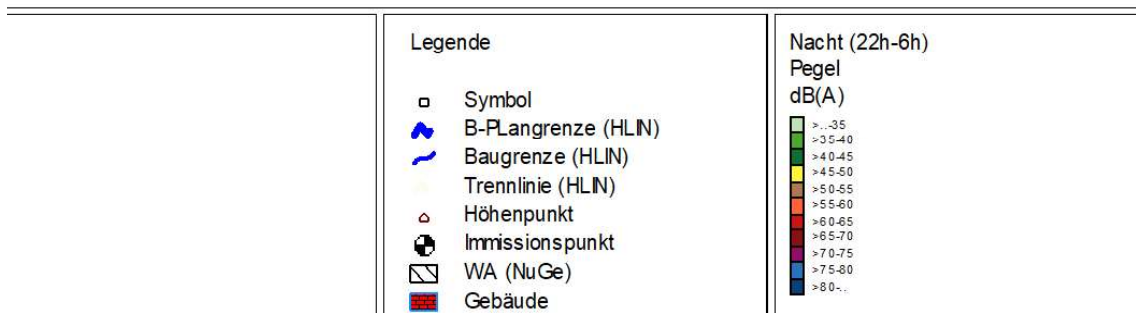 Legende
Symbol
B-PLangrenze (HLIN)
Baugrenze (HLIN)
Trennlinie (HLIN)
Höhenpunkt
Immissionspunkt
WA (NuGe)
Gebäude
Nacht (22h-6h)
Pegel
dB(A)
>..-35
>35-40
>40-45
>45-50
>50-55
>55-60
>60-65
>65-70
>70-75
>75-80
>80-..